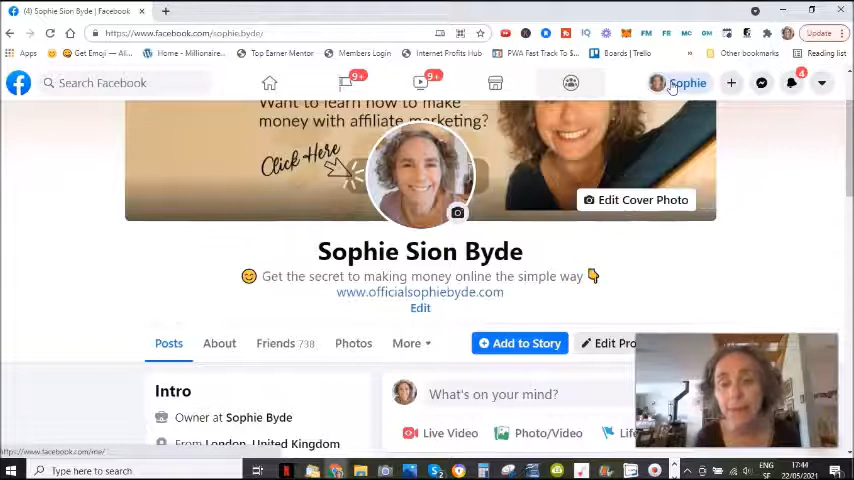 (4) Sophie Sion Byde | Facebook
https://www.facebook.com/sophie.byde/
Update
Apps
Get Emoji — All...
Home - Millionaire...
Top Earner Mentor
Members Login
Internet Profits Hub
PWA Fast Track To $...
Boards | Trello
Other bookmarks
Reading list
Search Facebook
9+
9+
Sophie
4
Want to learn how to make
money with affiliate marketing?
Click Here
Edit Cover Photo
Sophie Sion Byde
Get the secret to making money online the simple way
www.officialsophiebyde.com
Edit
Posts
About
Friends 738
Photos
More
Add to Story
Edit Pro
Intro
What's on your mind?
Owner at Sophie Byde
Live Video
Photo/Video
Life
From London, United Kingdom
https://www.facebook.com/me/
Type here to search
ENG
SF
17:44
22/05/2021